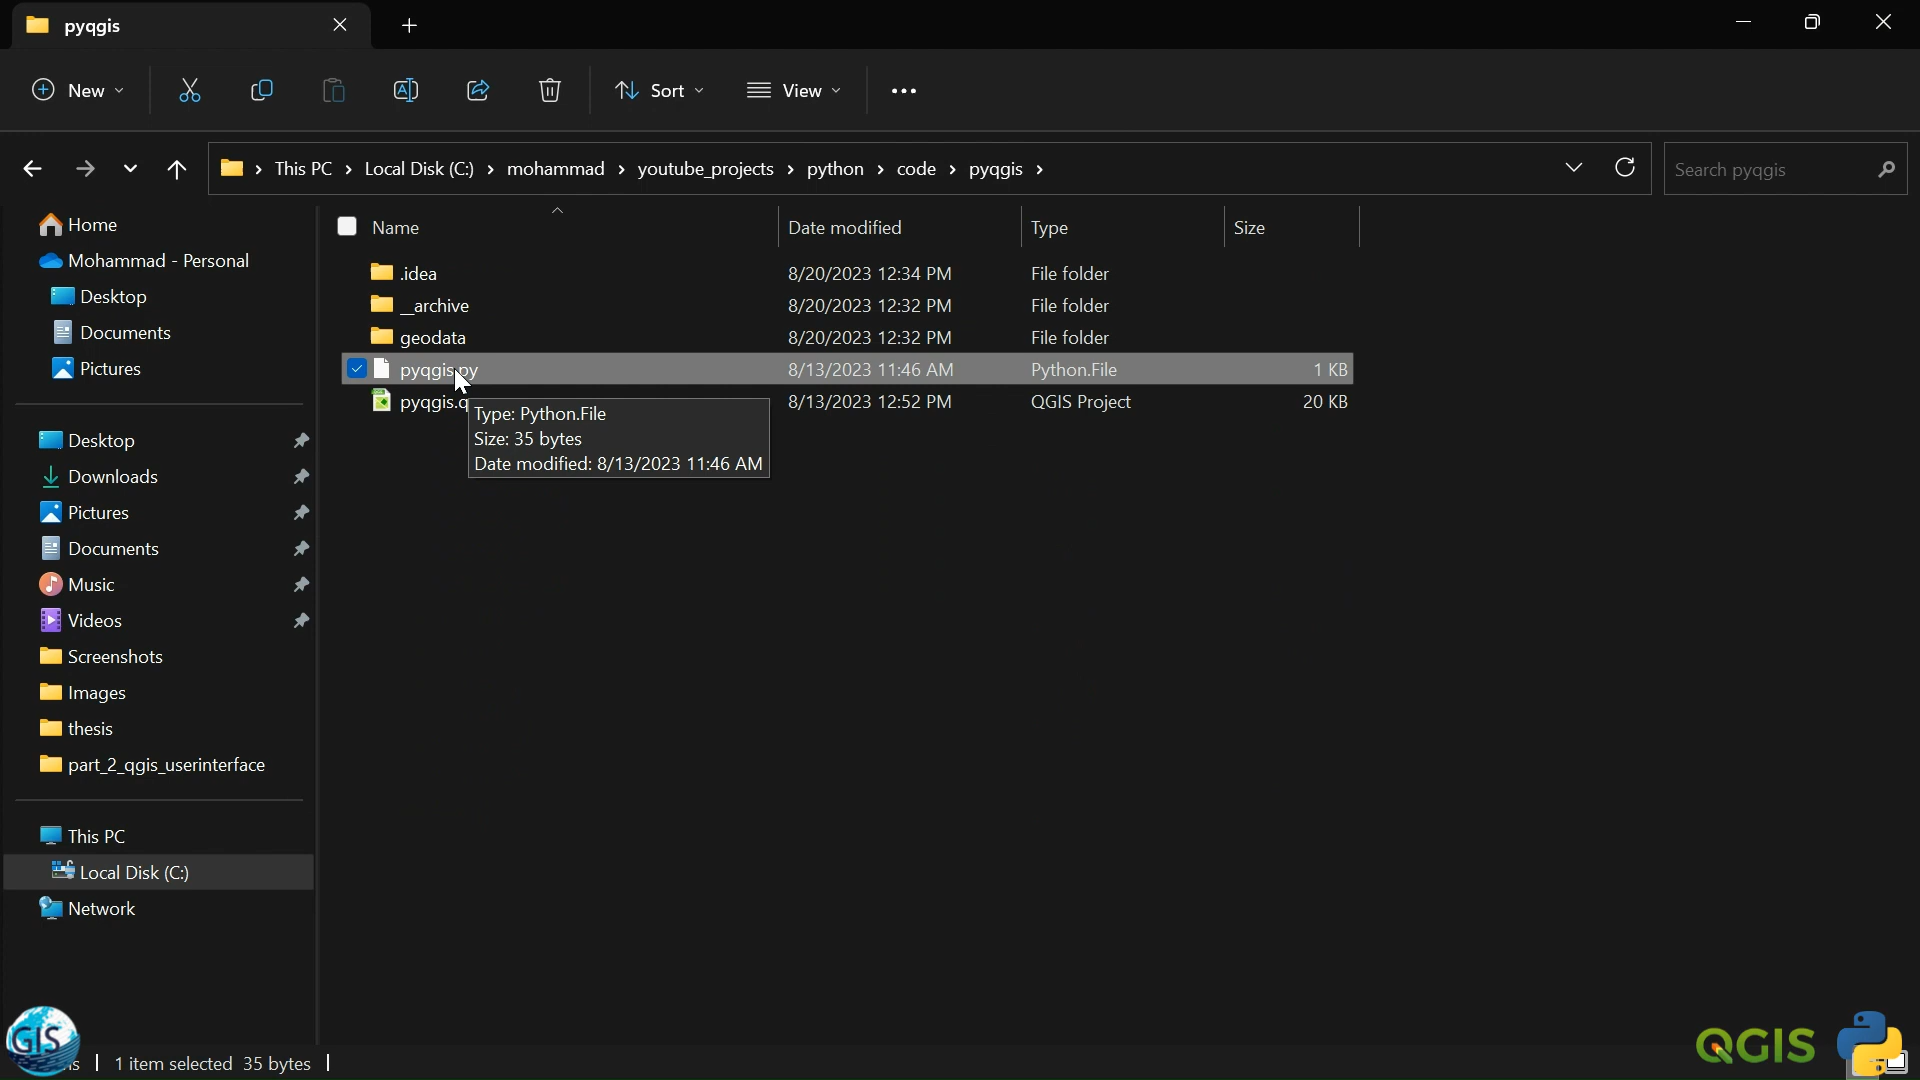 pyqgis
New
Sort
View
This PC
Local Disk (C:)
mohammad
youtube_projects
python
code
pyqgis
Search pyqgis
Home
Mohammad - Personal
Desktop
Documents
Pictures
Desktop
Downloads
Pictures
Documents
Music
Videos
Screenshots
Images
thesis
part_2_qgis_userinterface
This PC
Local Disk (C:)
Network
Name Date modified Type Size
.idea 8/20/2023 12:34 PM File folder
__archive 8/20/2023 12:32 PM File folder
geodata 8/20/2023 12:32 PM File folder
pyqgis.py 8/13/2023 11:46 AM Python.File 1 KB
pyqgis.q 8/13/2023 12:52 PM QGIS Project 20 KB
Type: Python.File
Size: 35 bytes
Date modified: 8/13/2023 11:46 AM
GIS
1 item selected 35 bytes
QGIS